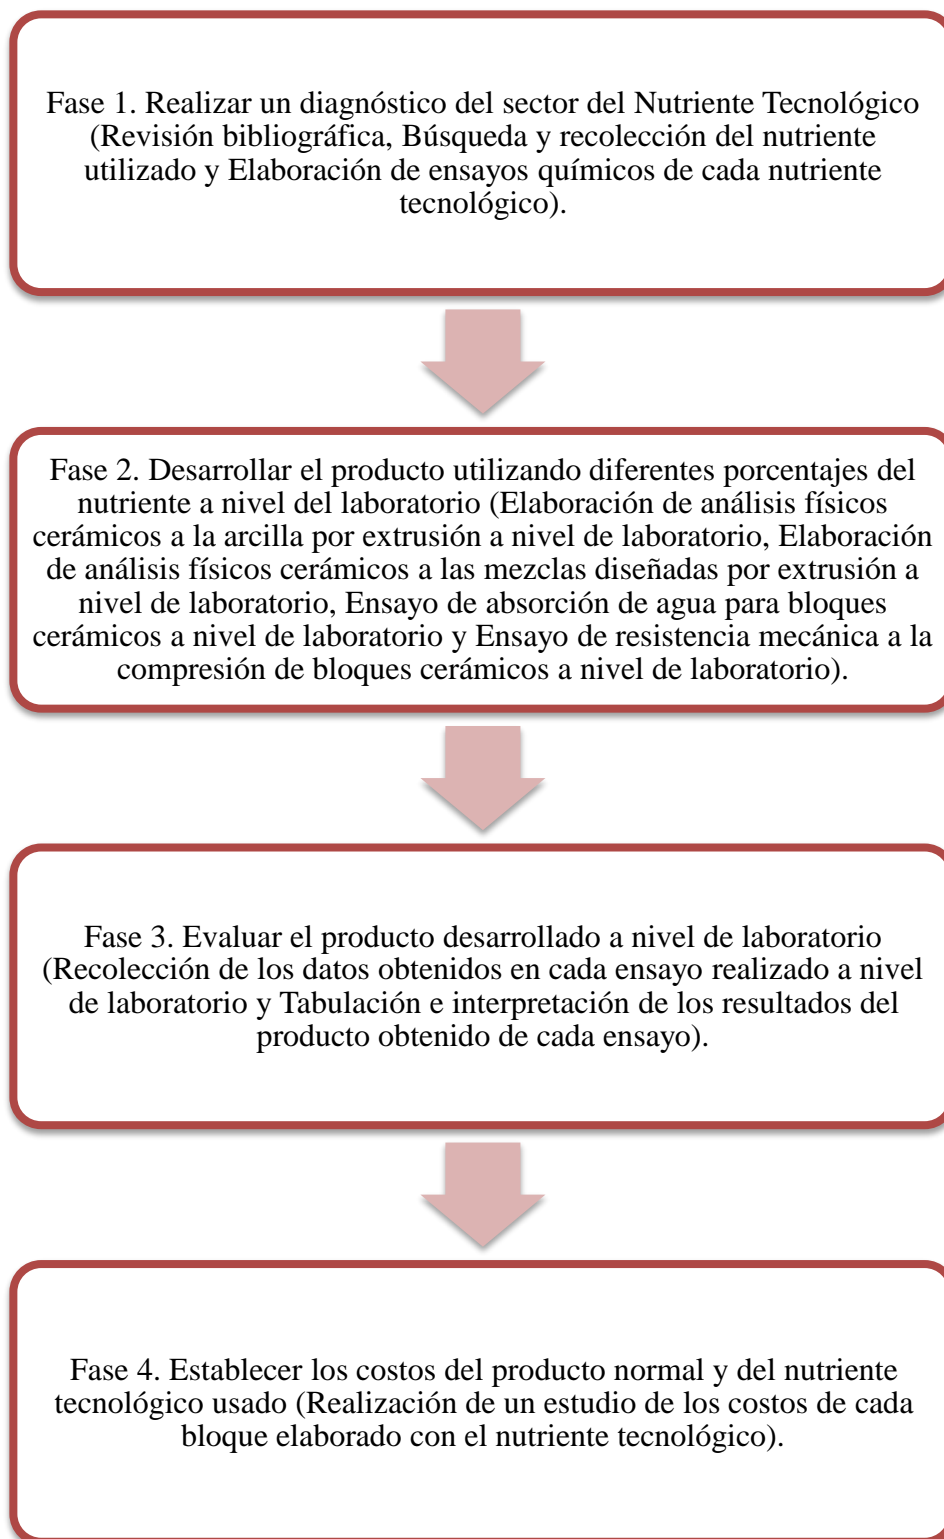 Fase 1. Realizar un diagnóstico del sector del Nutriente Tecnológico
(Revisión bibliográfica, Búsqueda y recolección del nutriente
utilizado y Elaboración de ensayos químicos de cada nutriente
tecnológico).
Fase 2. Desarrollar el producto utilizando diferentes porcentajes del
nutriente a nivel del laboratorio (Elaboración de análisis físicos
cerámicos a la arcilla por extrusión a nivel de laboratorio, Elaboración
de análisis físicos cerámicos a las mezclas diseñadas por extrusión a
nivel de laboratorio, Ensayo de absorción de agua para bloques
cerámicos a nivel de laboratorio y Ensayo de resistencia mecánica a la
compresión de bloques cerámicos a nivel de laboratorio).
Fase 3. Evaluar el producto desarrollado a nivel de laboratorio
(Recolección de los datos obtenidos en cada ensayo realizado a nivel
de laboratorio y Tabulación e interpretación de los resultados del
producto obtenido de cada ensayo).
Fase 4. Establecer los costos del producto normal y del nutriente
tecnológico usado (Realización de un estudio de los costos de cada
bloque elaborado con el nutriente tecnológico).